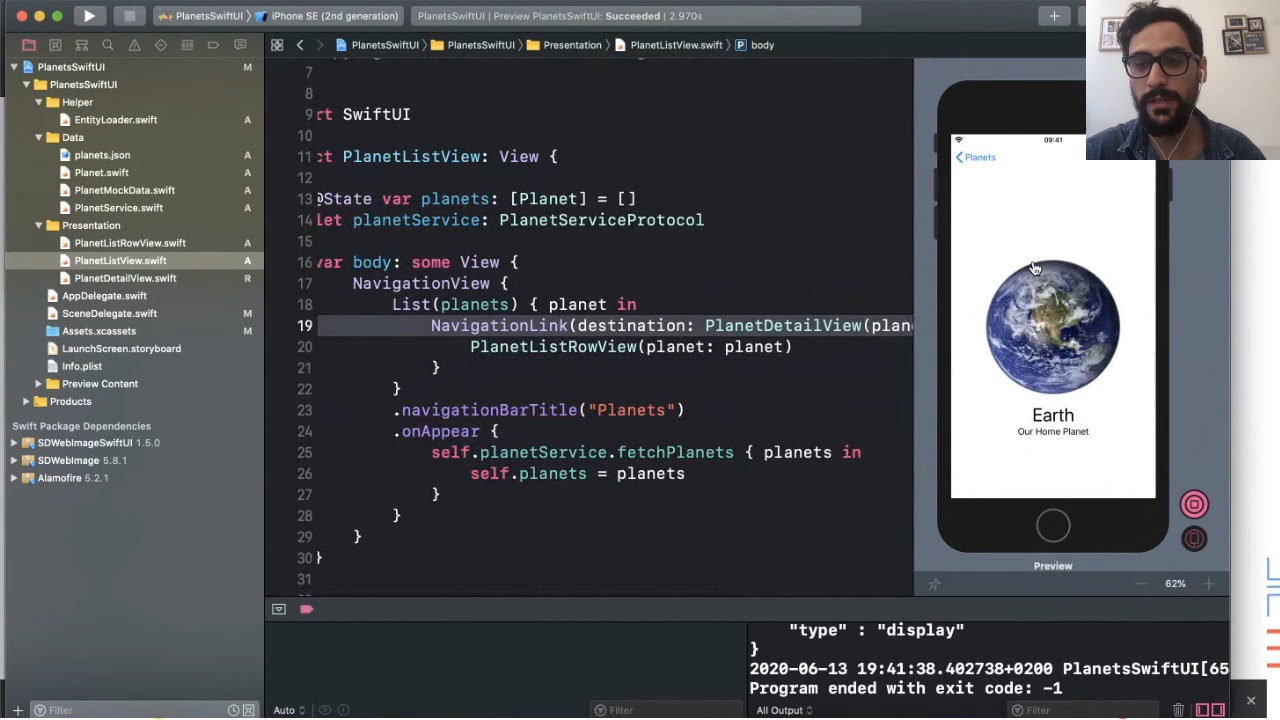 PlanetsSwiftUI
iPhone SE (2nd generation)
PlanetsSwiftUI | Preview PlanetsSwiftUI: Succeeded | 2.970s
PlanetsSwiftUI
PlanetsSwiftUI
Presentation
PlanetListView.swift
P
body
PlanetsSwiftUI M
PlanetsSwiftUI
Helper
EntityLoader.swift A
Data
planets.json A
Planet.swift A
PlanetMockData.swift A
PlanetService.swift A
Presentation
PlanetListRowView.swift A
PlanetListView.swift A
PlanetDetailView.swift R
AppDelegate.swift
SceneDelegate.swift M
Assets.xcassets M
LaunchScreen.storyboard
Info.plist
Preview Content
Products
Swift Package Dependencies
SDWebImageSwiftUI 1.5.0
SDWebImage 5.8.1
Alamofire 5.2.1
Filter
7
8
9 rt SwiftUI
10
11 ct PlanetListView: View {
12
13 @State var planets: [Planet] = []
14 let planetService: PlanetServiceProtocol
15
16 var body: some View {
17 NavigationView {
18 List(planets) { planet in
19 NavigationLink(destination: PlanetDetailView(plan
20 PlanetListRowView(planet: planet)
21 }
22 }
23 .navigationBarTitle("Planets")
24 .onAppear {
25 self.planetService.fetchPlanets { planets in
26 self.planets = planets
27 }
28 }
29 }
30 }
31
09:41
Planets
Earth
Our Home Planet
Preview
62%
"type" : "display"
}
2020-06-13 19:41:38.402738+0200 PlanetsSwiftUI[65
Program ended with exit code: -1
Auto
Filter
All Output
Filter